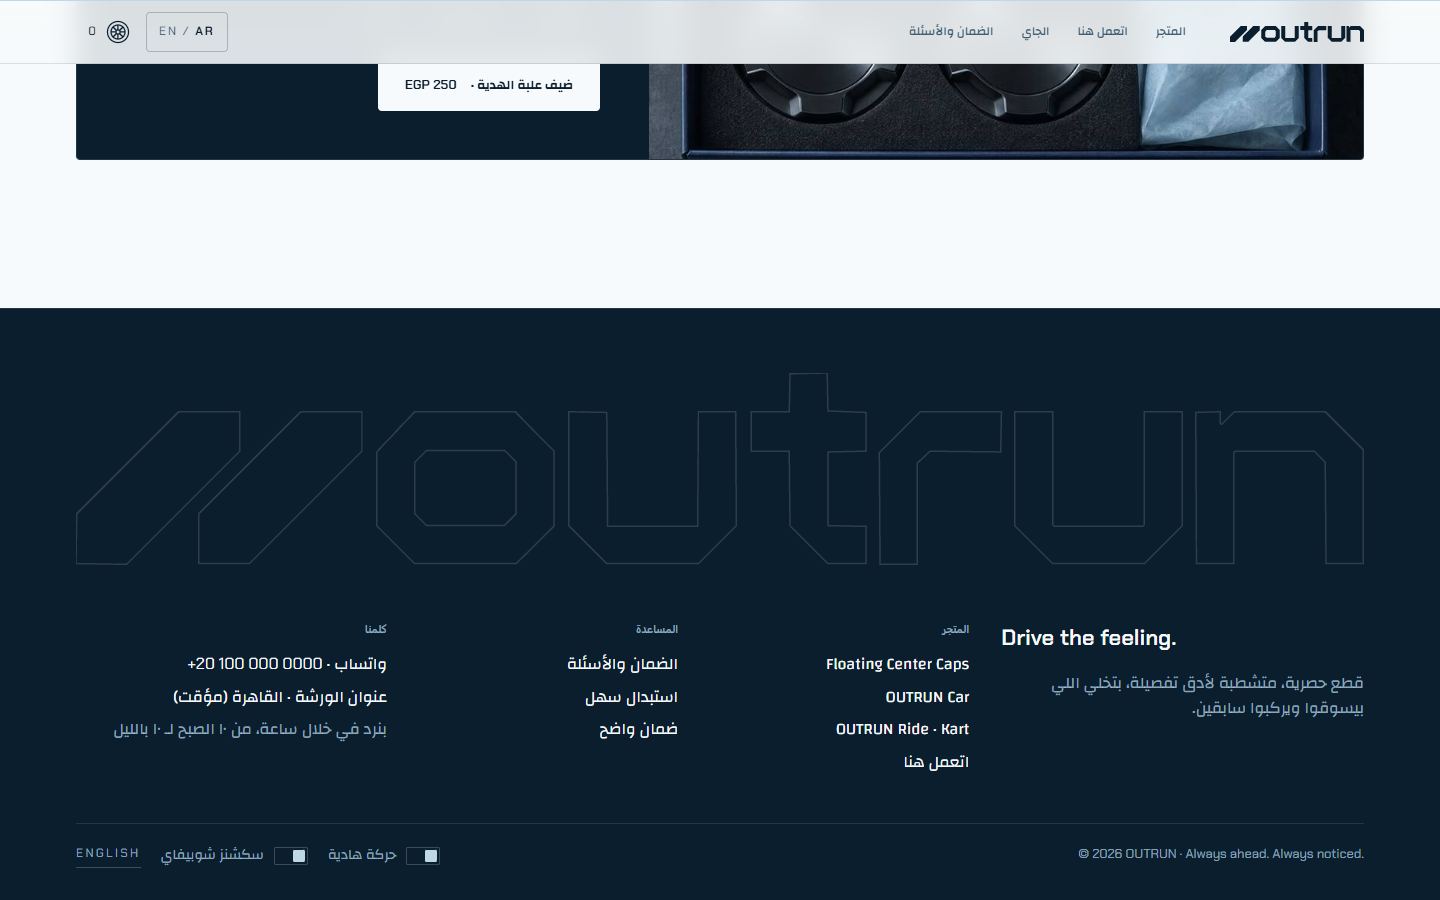 outrun
المتجر
اتعمل هنا
الجاي
الضمان والأسئلة
EN / AR
0
ضيف علبة الهدية · EGP 250
outrun
Drive the feeling.
قطع حصرية، متشطبة لأدق تفصيلة، بتخلي اللي
بيسوقوا ويركبوا سابقين.
المتجر
Floating Center Caps
OUTRUN Car
OUTRUN Ride · Kart
اتعمل هنا
المساعدة
الضمان والأسئلة
استبدال سهل
ضمان واضح
كلمنا
واتساب · +20 100 000 0000
عنوان الورشة · القاهرة (مؤقت)
بنرد في خلال ساعة، من ١٠ الصبح لـ ١٠ بالليل
© 2026 OUTRUN · Always ahead. Always noticed.
حركة هادية
سكشنز شوبيفاي
ENGLISH